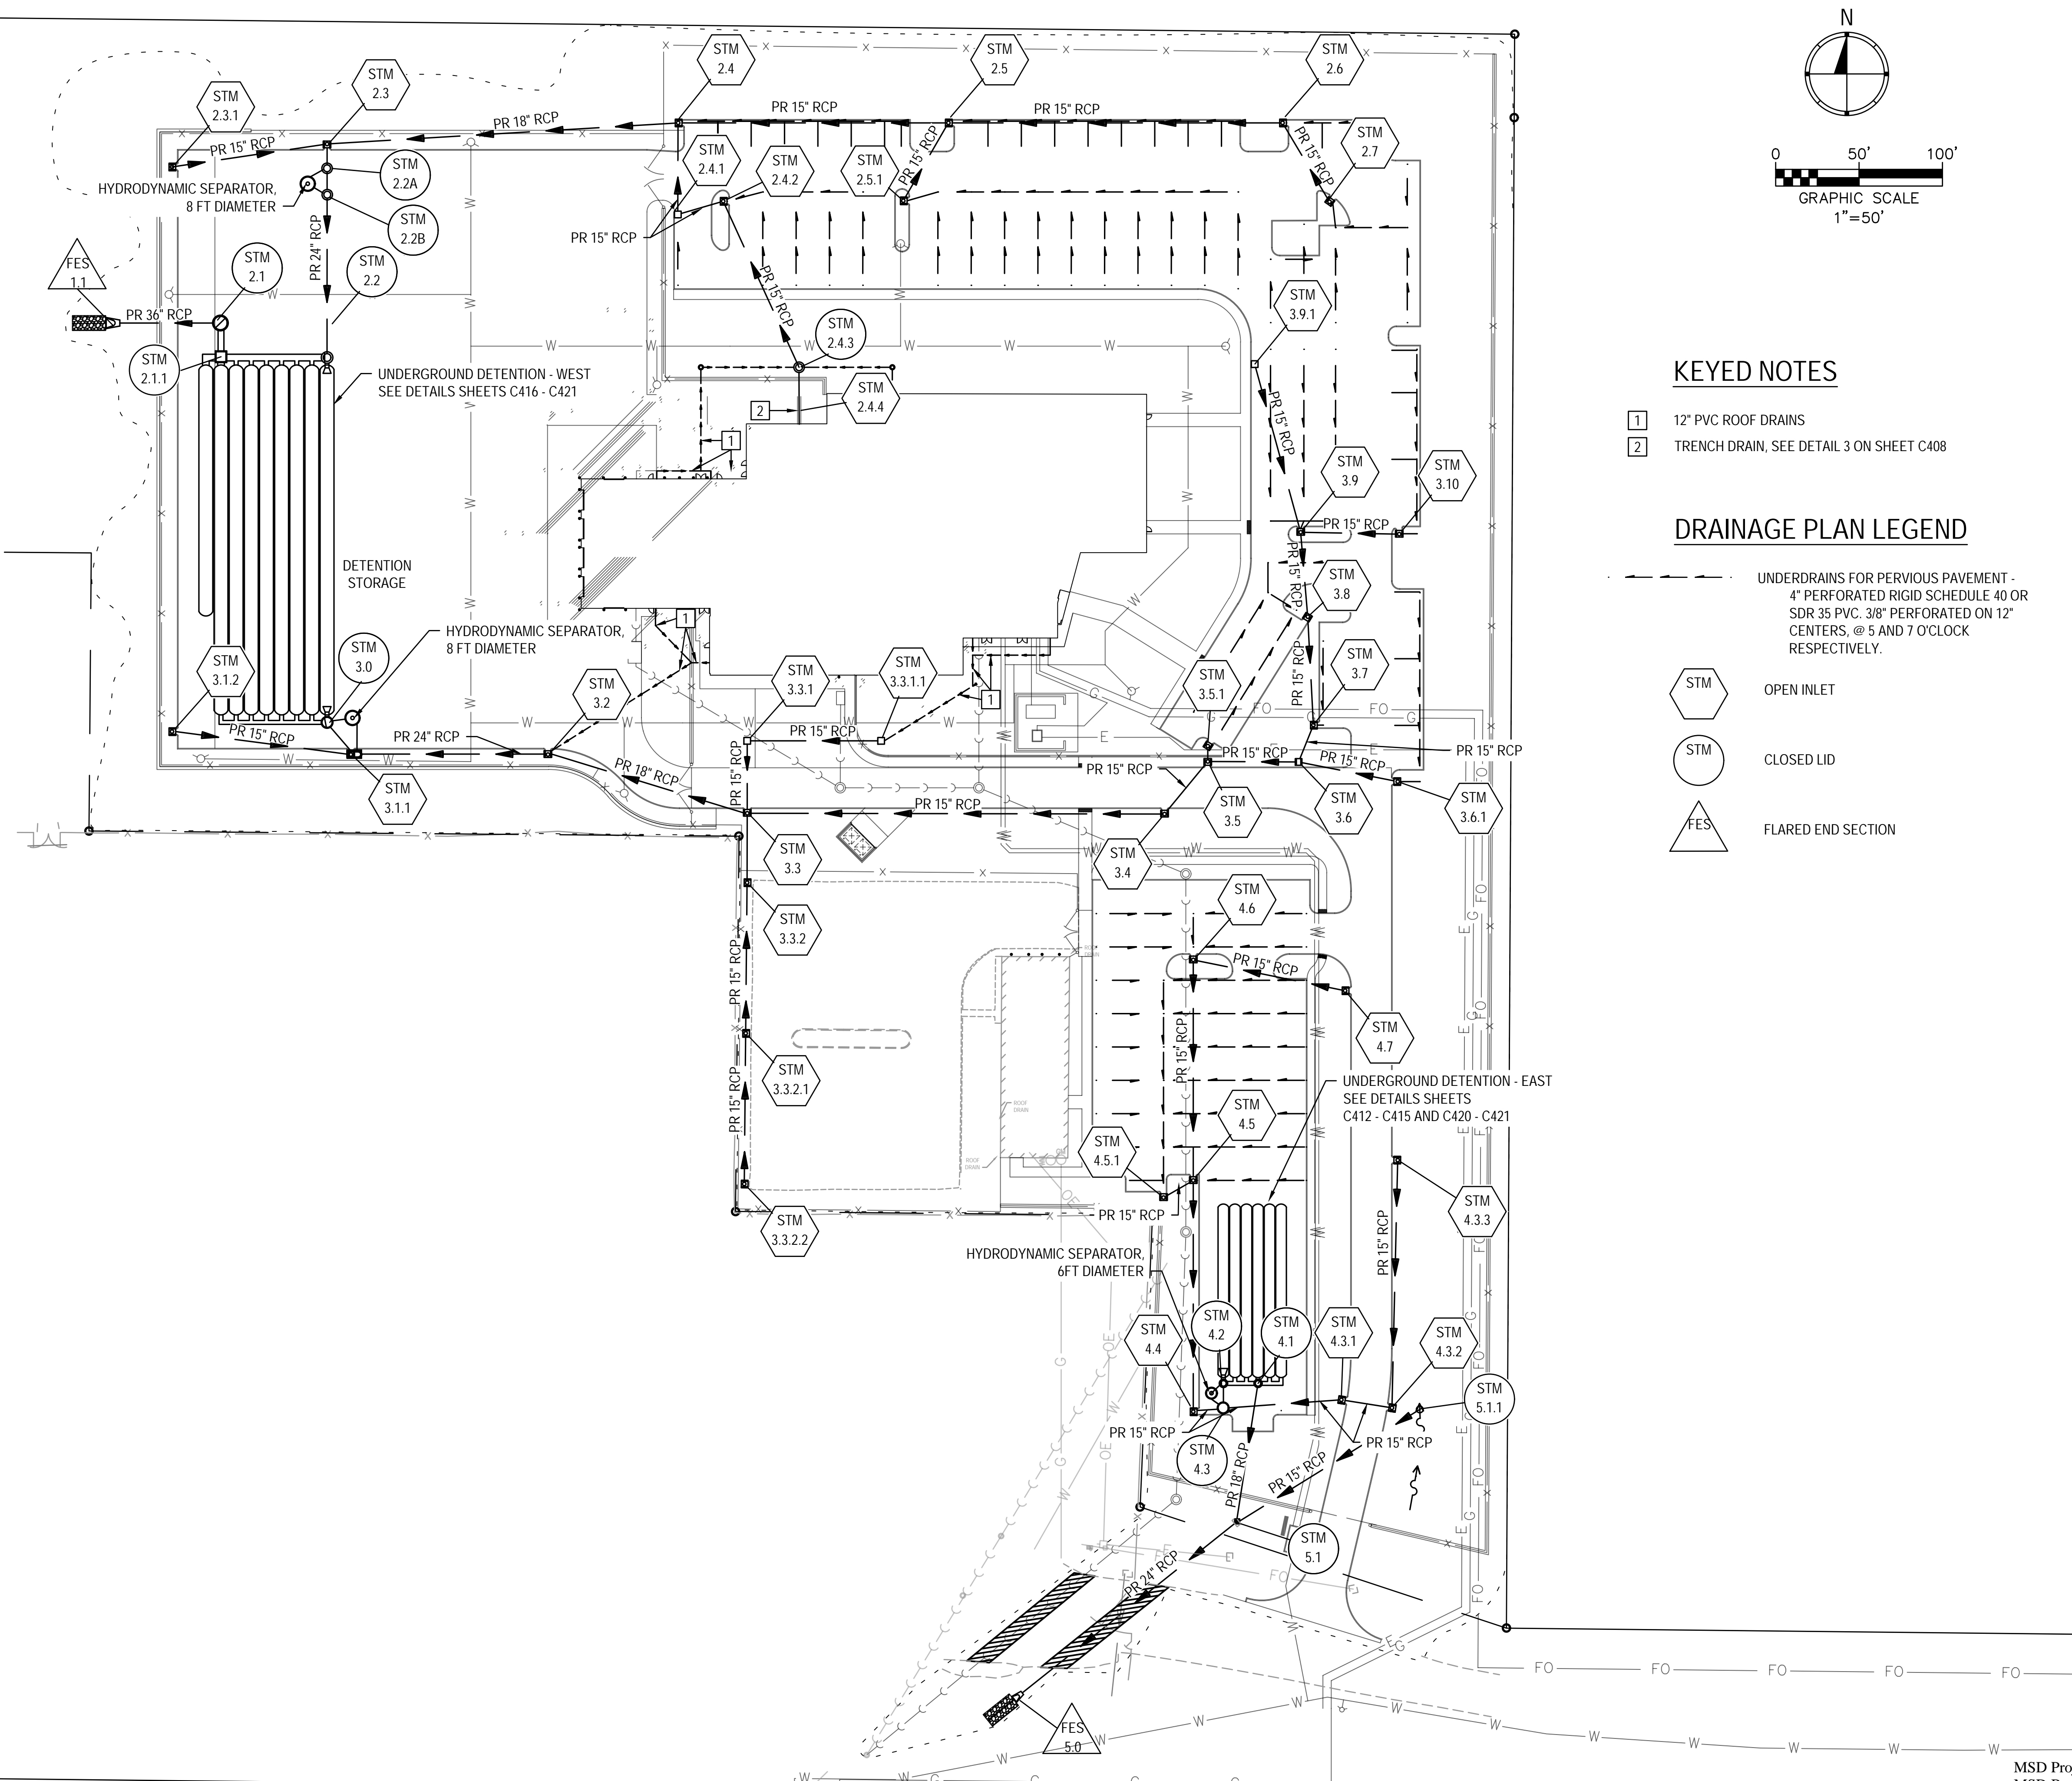 N
0 50' 100'
GRAPHIC SCALE
1"=50'
KEYED NOTES
1 12" PVC ROOF DRAINS
2 TRENCH DRAIN, SEE DETAIL 3 ON SHEET C408
DRAINAGE PLAN LEGEND
UNDERDRAINS FOR PERVIOUS PAVEMENT -
4" PERFORATED RIGID SCHEDULE 40 OR
SDR 35 PVC. 3/8" PERFORATED ON 12"
CENTERS, @ 5 AND 7 O'CLOCK
RESPECTIVELY.
STM
OPEN INLET
STM
CLOSED LID
FES
FLARED END SECTION
STM
2.4
STM
2.5
STM
2.6
STM
2.3
STM
2.3.1
PR 15" RCP
PR 18" RCP
PR 15" RCP
PR 15" RCP
STM
2.4.1
STM
2.4.2
STM
2.5.1
PR 15" RCP
PR 15" RCP
STM
2.7
STM
2.2A
HYDRODYNAMIC SEPARATOR,
8 FT DIAMETER
STM
2.2B
PR 15" RCP
PR 24" RCP
STM
2.1
STM
2.2
FES
1.1
PR 36" RCP
STM
2.1.1
PR 15" RCP
STM
3.9.1
STM
2.4.3
UNDERGROUND DETENTION - WEST
SEE DETAILS SHEETS C416 - C421
STM
2.4.4
2
1
PR 15" RCP
STM
3.9
STM
3.10
PR 15" RCP
DETENTION
STORAGE
PR 15" RCP
STM
3.8
1
HYDRODYNAMIC SEPARATOR,
8 FT DIAMETER
STM
3.0
STM
3.1.2
STM
3.2
STM
3.3.1
STM
3.3.1.1
1
STM
3.5.1
PR 15" RCP
STM
3.7
PR 15" RCP
PR 24" RCP
PR 15" RCP
PR 15" RCP
PR 15" RCP
PR 15" RCP
PR 15" RCP
PR 18" RCP
PR 15" RCP
STM
3.1.1
PR 15" RCP
STM
3.5
STM
3.6
STM
3.6.1
STM
3.3
STM
3.4
STM
4.6
STM
3.3.2
PR 15" RCP
PR 15" RCP
STM
4.7
PR 15" RCP
STM
3.3.2.1
PR 15" RCP
ROOF
DRAIN
ROOF
DRAIN
ROOF
DRAIN
UNDERGROUND DETENTION - EAST
SEE DETAILS SHEETS
C412 - C415 AND C420 - C421
STM
4.5
STM
4.5.1
STM
3.3.2.2
PR 15" RCP
STM
4.3.3
PR 15" RCP
HYDRODYNAMIC SEPARATOR,
6FT DIAMETER
STM
4.4
STM
4.2
STM
4.1
STM
4.3.1
STM
4.3.2
STM
5.1.1
PR 15" RCP
STM
4.3
PR 15" RCP
PR 18" RCP
PR 15" RCP
STM
5.1
PR 24" RCP
FES
5.0
MSD Pro